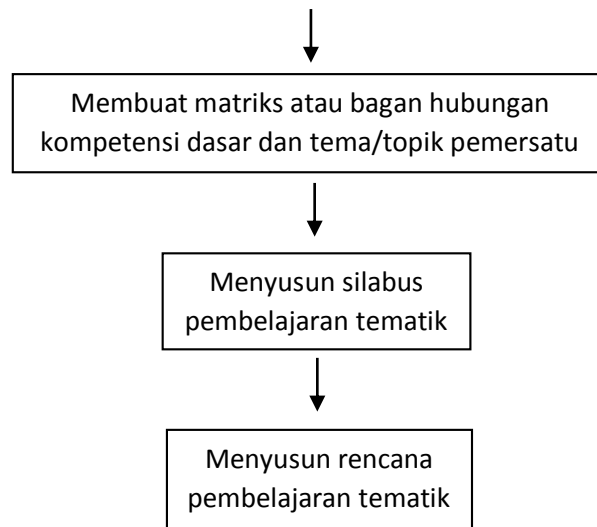 Membuat matriks atau bagan hubungan
kompetensi dasar dan tema/topik pemersatu
Menyusun silabus
pembelajaran tematik
Menyusun rencana
pembelajaran tematik